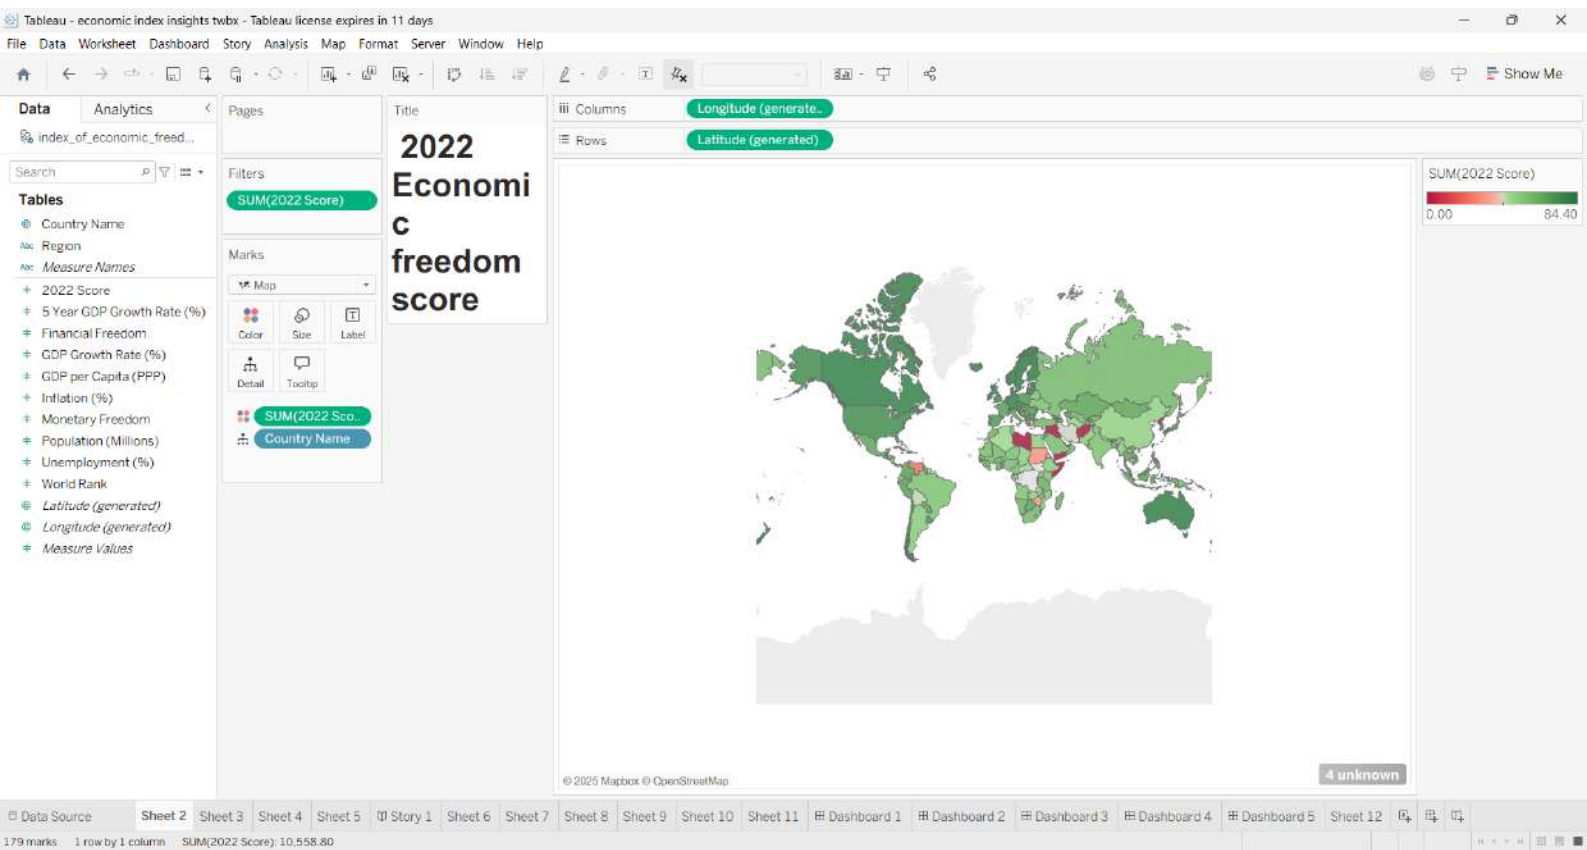 Tableau - economic index insights twbx - Tableau license expires in 11 days
File Data Worksheet Dashboard Story Analysis Map Format Server Window Help
Show Me
Data Analytics
index_of_economic_freed...
Search
Tables
Country Name
Abc Region
Abc Measure Names
2022 Score
5 Year GDP Growth Rate (%)
Financial Freedom
GDP Growth Rate (%)
GDP per Capita (PPP)
Inflation (%)
Monetary Freedom
Population (Millions)
Unemployment (%)
World Rank
Latitude (generated)
Longitude (generated)
Measure Values
Pages
Filters
SUM(2022 Score)
Marks
Map
Color Size Label
Detail Tooltip
SUM(2022 Sco..
Country Name
Title
2022
Economi
c
freedom
score
Columns Longitude (generate..
Rows Latitude (generated)
SUM(2022 Score)
0.00 84.40
© 2025 Mapbox © OpenStreetMap
4 unknown
Data Source Sheet 2 Sheet 3 Sheet 4 Sheet 5 Story 1 Sheet 6 Sheet 7 Sheet 8 Sheet 9 Sheet 10 Sheet 11 Dashboard 1 Dashboard 2 Dashboard 3 Dashboard 4 Dashboard 5 Sheet 12
179 marks 1 row by 1 column SUM(2022 Score): 10,558.80